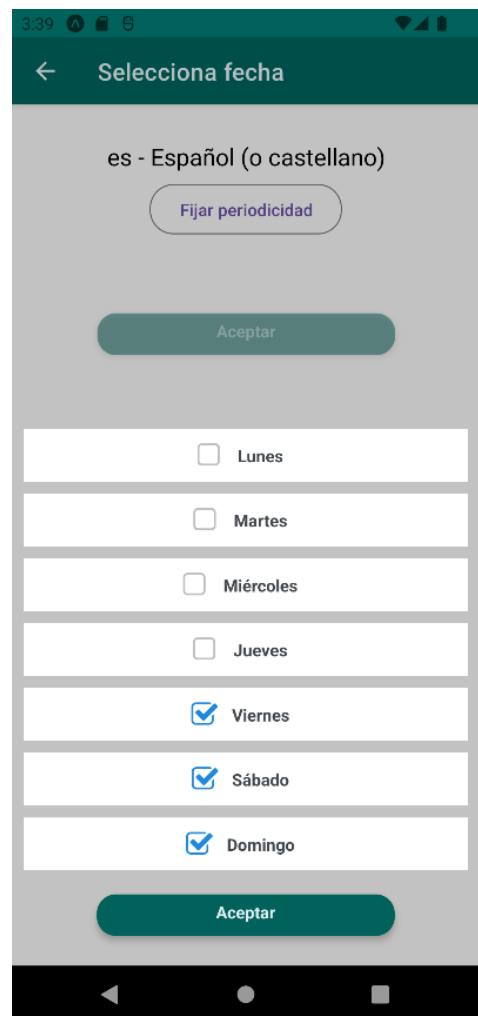 3:39
Selecciona fecha
es - Español (o castellano)
Fijar periodicidad
Aceptar
Lunes
Martes
Miércoles
Jueves
Viernes
Sábado
Domingo
Aceptar